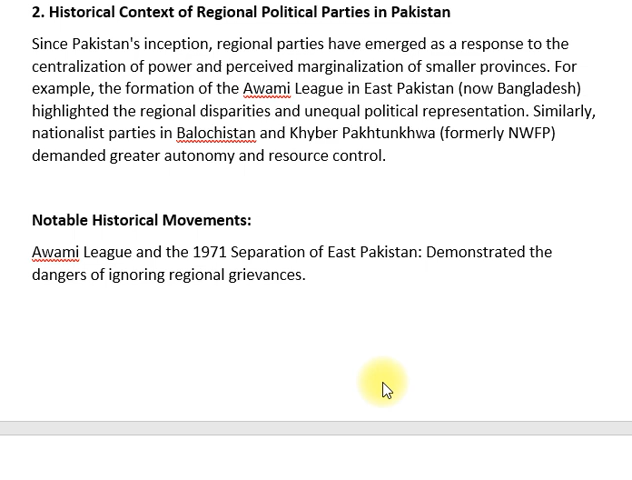 2. Historical Context of Regional Political Parties in Pakistan
Since Pakistan's inception, regional parties have emerged as a response to the
centralization of power and perceived marginalization of smaller provinces. For
example, the formation of the Awami League in East Pakistan (now Bangladesh)
highlighted the regional disparities and unequal political representation. Similarly,
nationalist parties in Balochistan and Khyber Pakhtunkhwa (formerly NWFP)
demanded greater autonomy and resource control.
Notable Historical Movements:
Awami League and the 1971 Separation of East Pakistan: Demonstrated the
dangers of ignoring regional grievances.